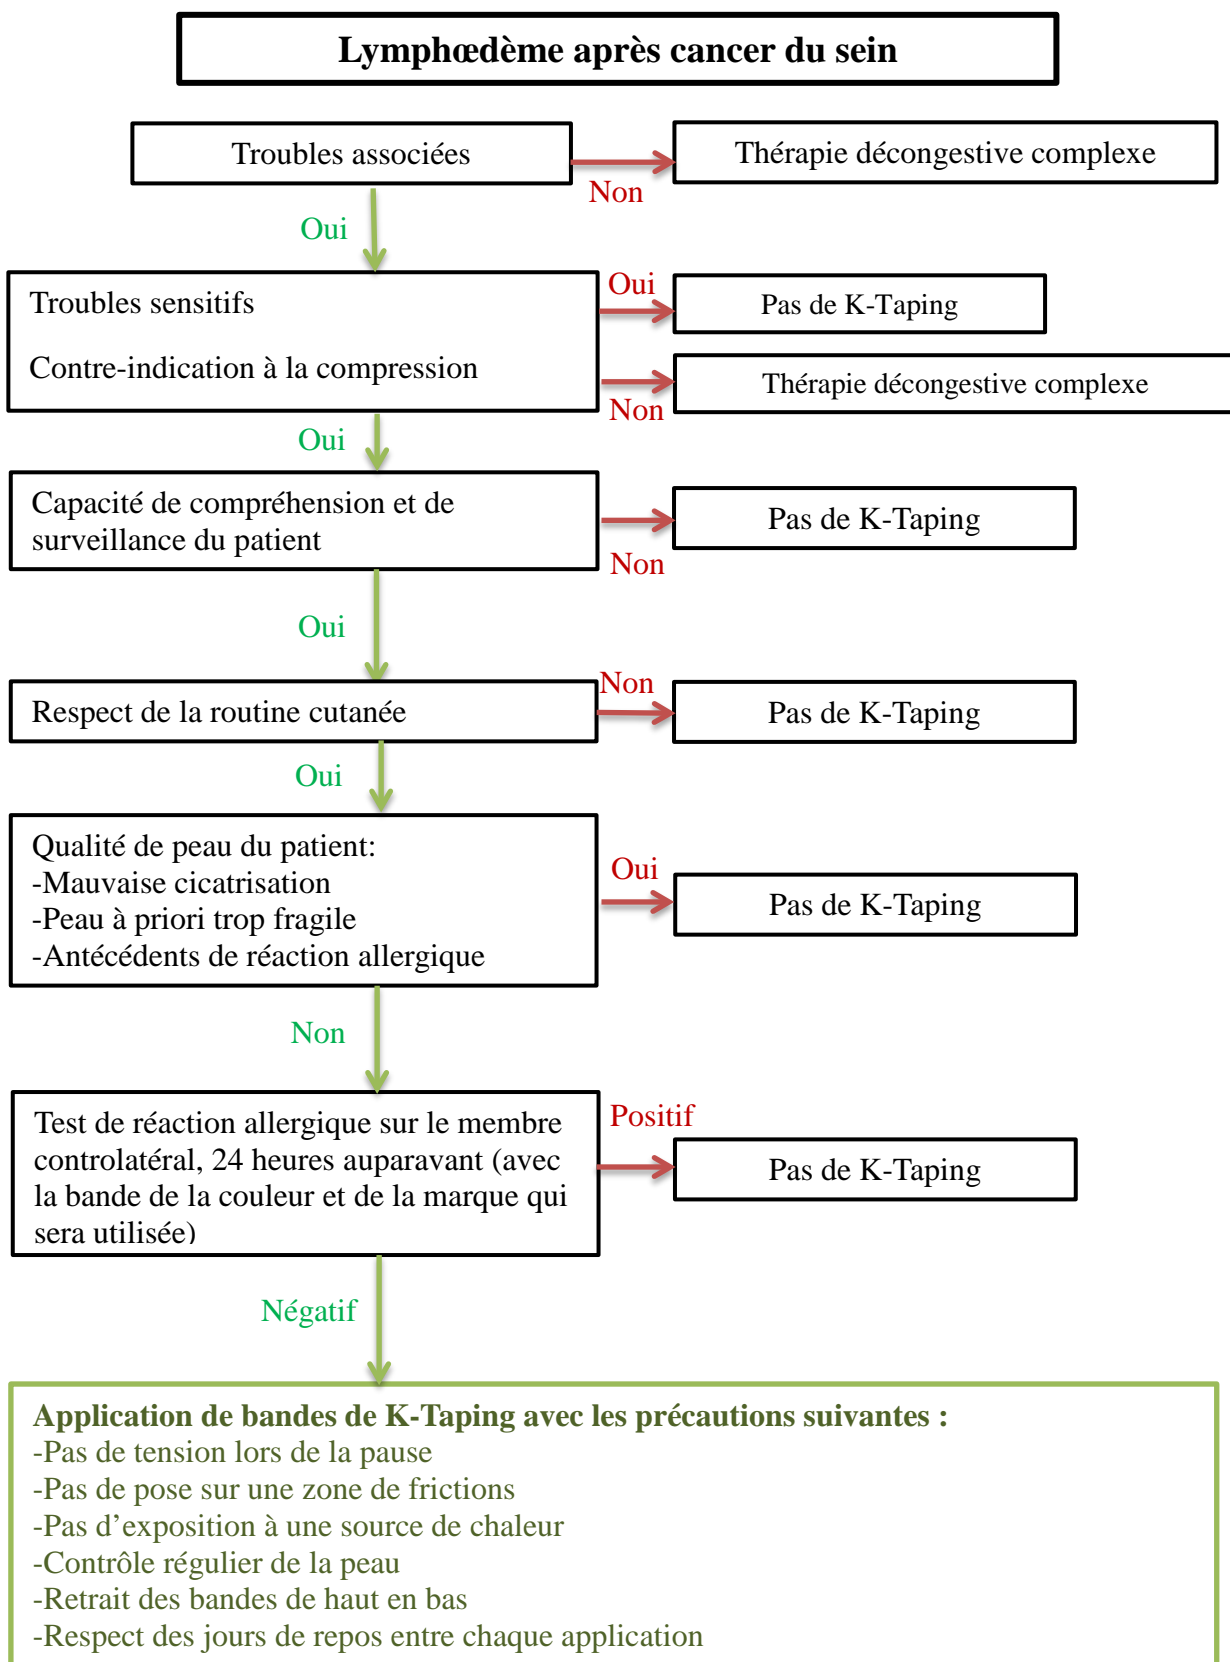 Lymphœdème après cancer du sein
Troubles associées
Non
Thérapie décongestive complexe
Oui
Troubles sensitifs
Oui
Pas de K-Taping
Contre-indication à la compression
Non
Thérapie décongestive complexe
Oui
Capacité de compréhension et de
surveillance du patient
Non
Pas de K-Taping
Oui
Respect de la routine cutanée
Non
Pas de K-Taping
Oui
Qualité de peau du patient:
-Mauvaise cicatrisation
-Peau à priori trop fragile
-Antécédents de réaction allergique
Oui
Pas de K-Taping
Non
Test de réaction allergique sur le membre
controlatéral, 24 heures auparavant (avec
la bande de la couleur et de la marque qui
sera utilisée)
Positif
Pas de K-Taping
Négatif
Application de bandes de K-Taping avec les précautions suivantes :
-Pas de tension lors de la pause
-Pas de pose sur une zone de frictions
-Pas d’exposition à une source de chaleur
-Contrôle régulier de la peau
-Retrait des bandes de haut en bas
-Respect des jours de repos entre chaque application